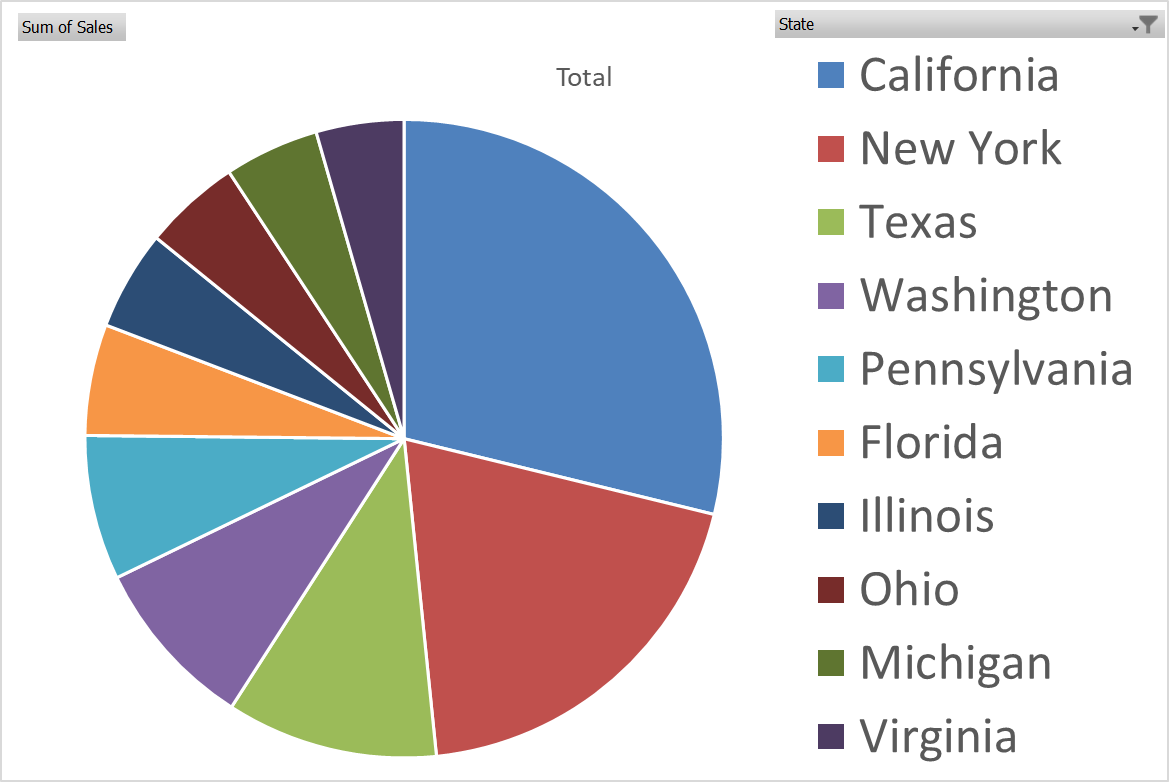 Sum of Sales
State
Total
California
New York
Texas
Washington
Pennsylvania
Florida
Illinois
Ohio
Michigan
Virginia